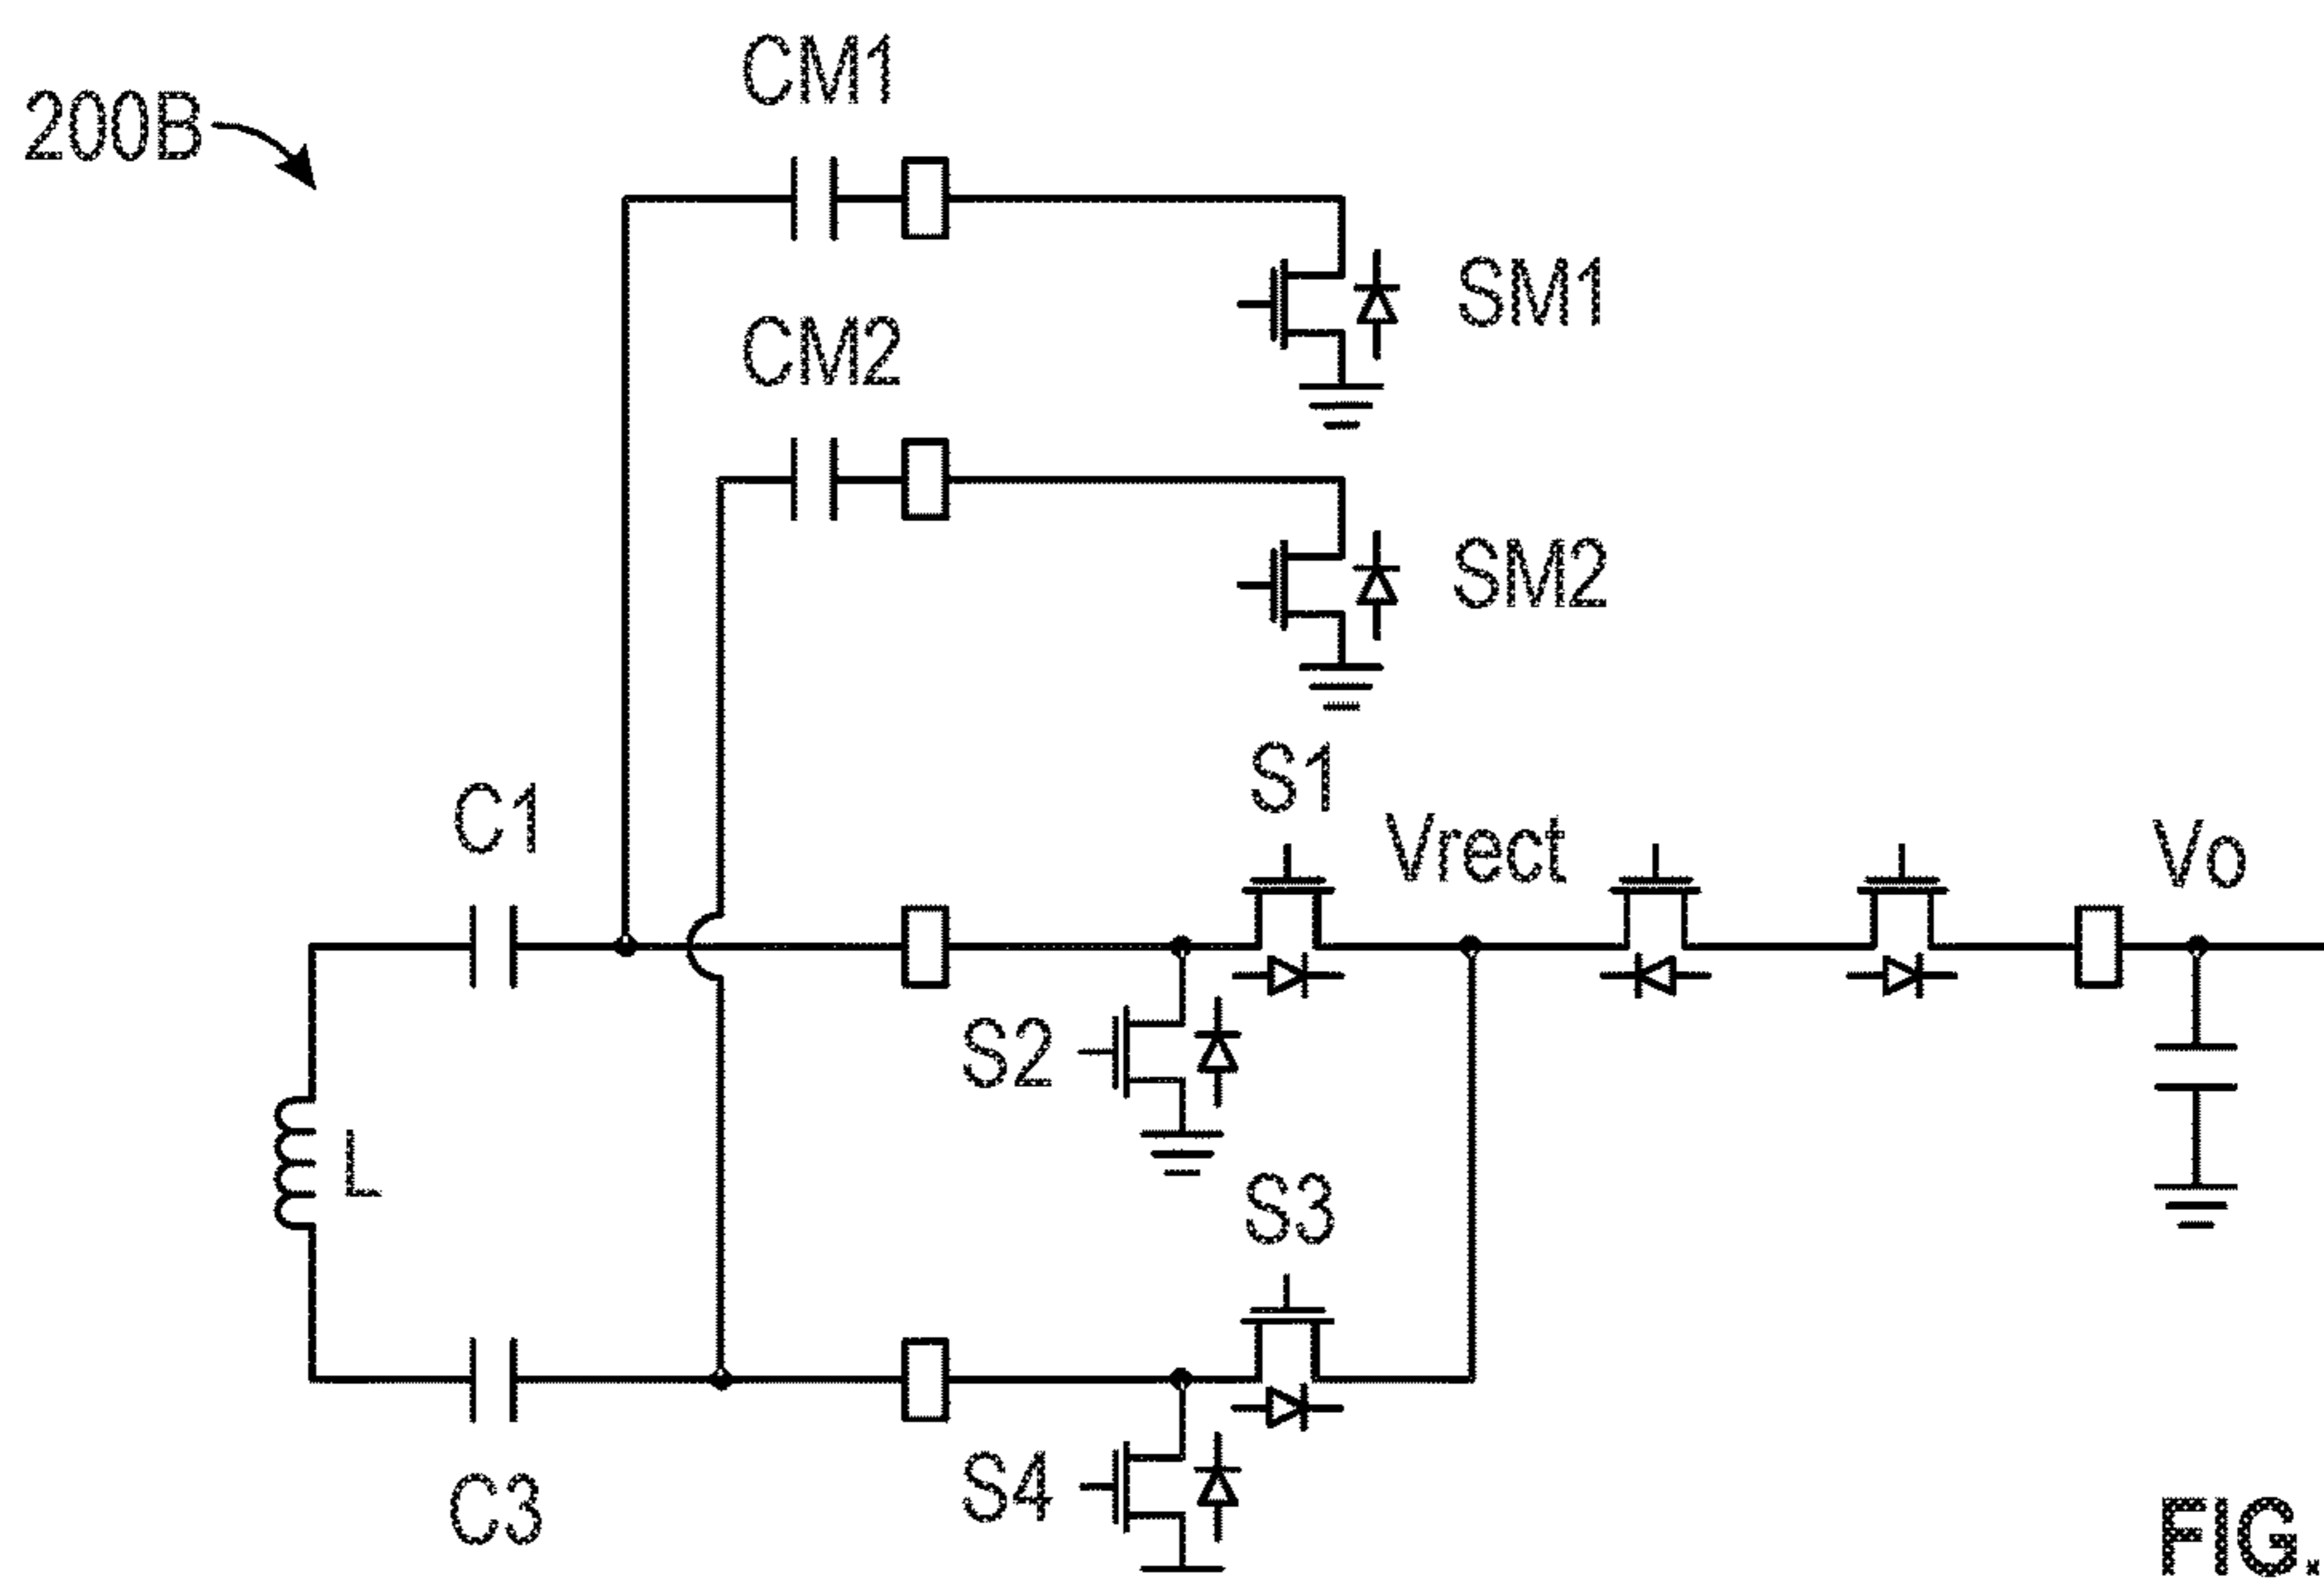 200B
CM1
SM1
CM2
SM2
S1
C1
Vrect
Vo
S2
L
S3
C3
S4
FIG.